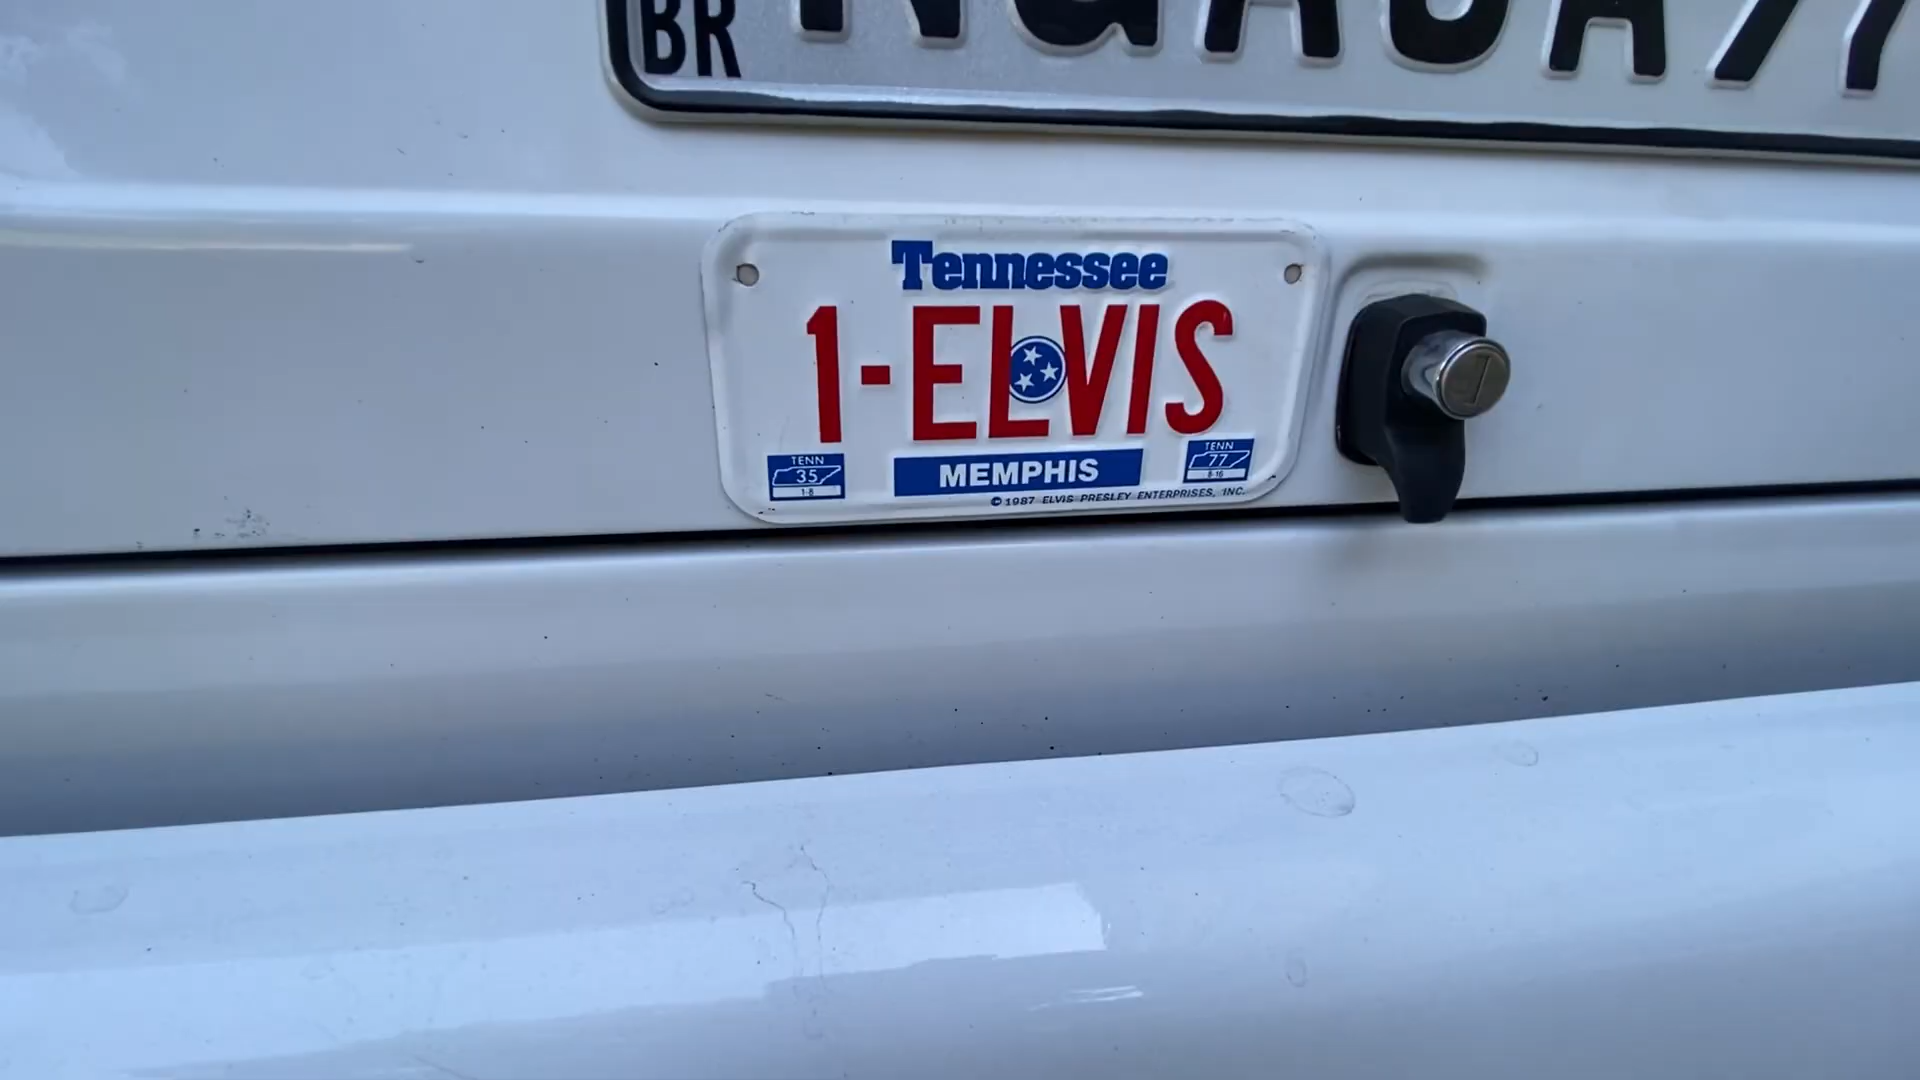 BR
Tennessee
1-ELVIS
TENN
35
1-8
MEMPHIS
TENN
77
8-16
© 1987 ELVIS PRESLEY ENTERPRISES, INC.